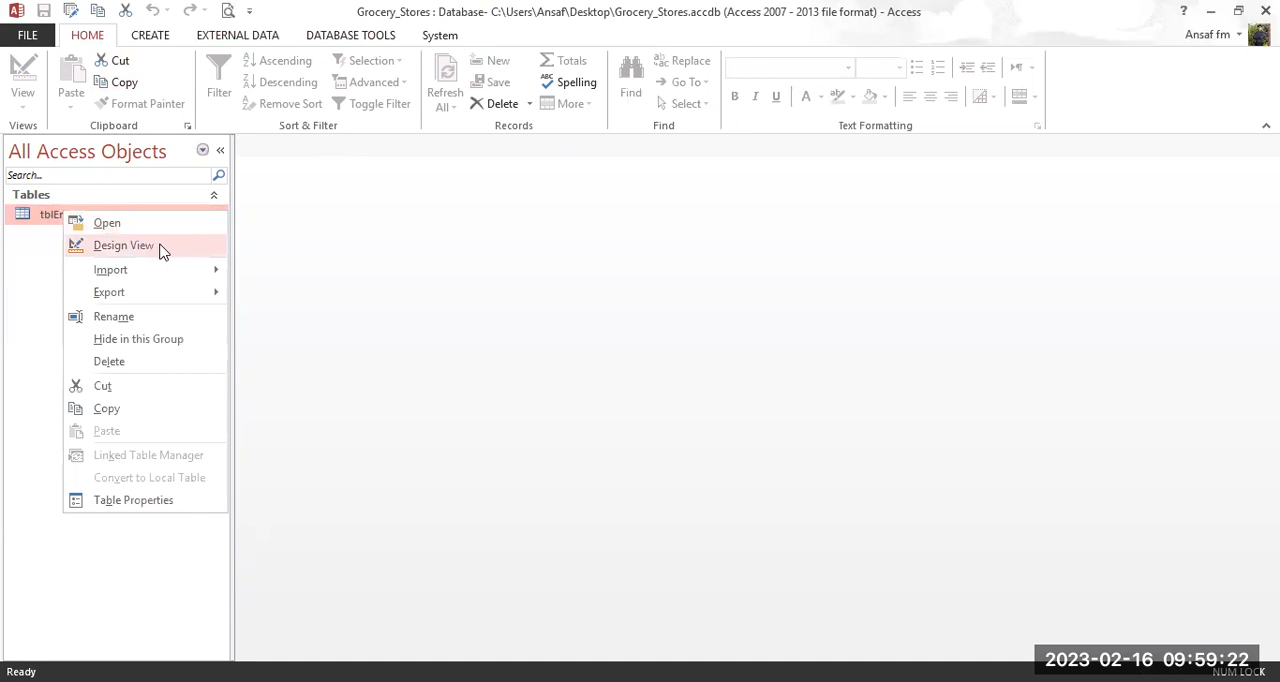 Grocery_Stores : Database- C:\Users\Ansaf\Desktop\Grocery_Stores.accdb (Access 2007 - 2013 file format) - Access
?
FILE HOME CREATE EXTERNAL DATA DATABASE TOOLS System Ansaf fm
View
Views
Paste
Cut
Copy
Format Painter
Clipboard
Filter
Ascending
Descending
Remove Sort
Selection
Advanced
Toggle Filter
Sort & Filter
Refresh
All
New
Save
Delete
Totals
Spelling
More
Records
Find
Replace
Go To
Select
Find
B I U A
Text Formatting
All Access Objects
Search...
Tables
Open
Design View
Import
Export
Rename
Hide in this Group
Delete
Cut
Copy
Paste
Linked Table Manager
Convert to Local Table
Table Properties
2023-02-16 09:59:22
Ready
NUM LOCK